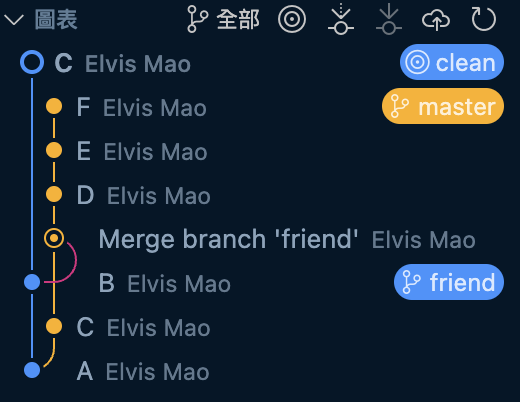 圖表 全部
C Elvis Mao clean
F Elvis Mao master
E Elvis Mao
D Elvis Mao
Merge branch 'friend' Elvis Mao
B Elvis Mao friend
C Elvis Mao
A Elvis Mao